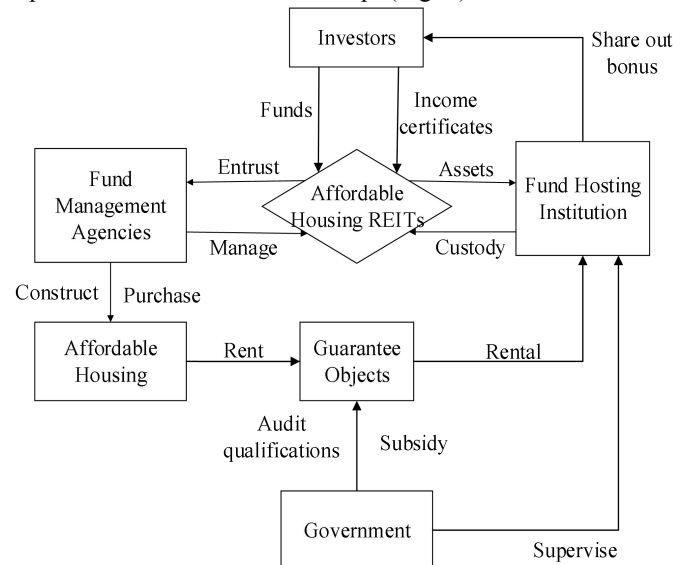 Investors
Share out
bonus
Funds
Income
certificates
Entrust
Assets
Fund
Management
Agencies
Affordable
Housing REITs
Fund Hosting
Institution
Manage
Custody
Construct
Purchase
Affordable
Housing
Rent
Guarantee
Objects
Rental
Audit
qualifications
Subsidy
Government
Supervise